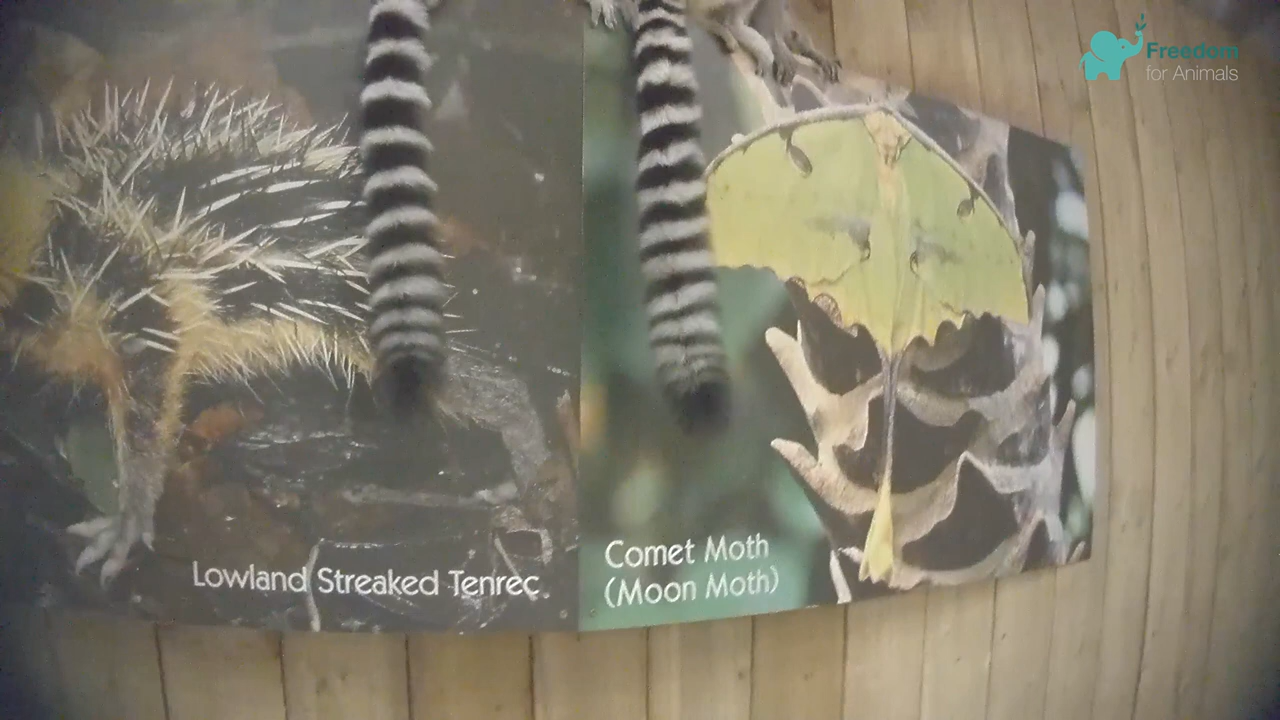 Freedom
for Animals
Lowland Streaked Tenrec
Comet Moth
(Moon Moth)